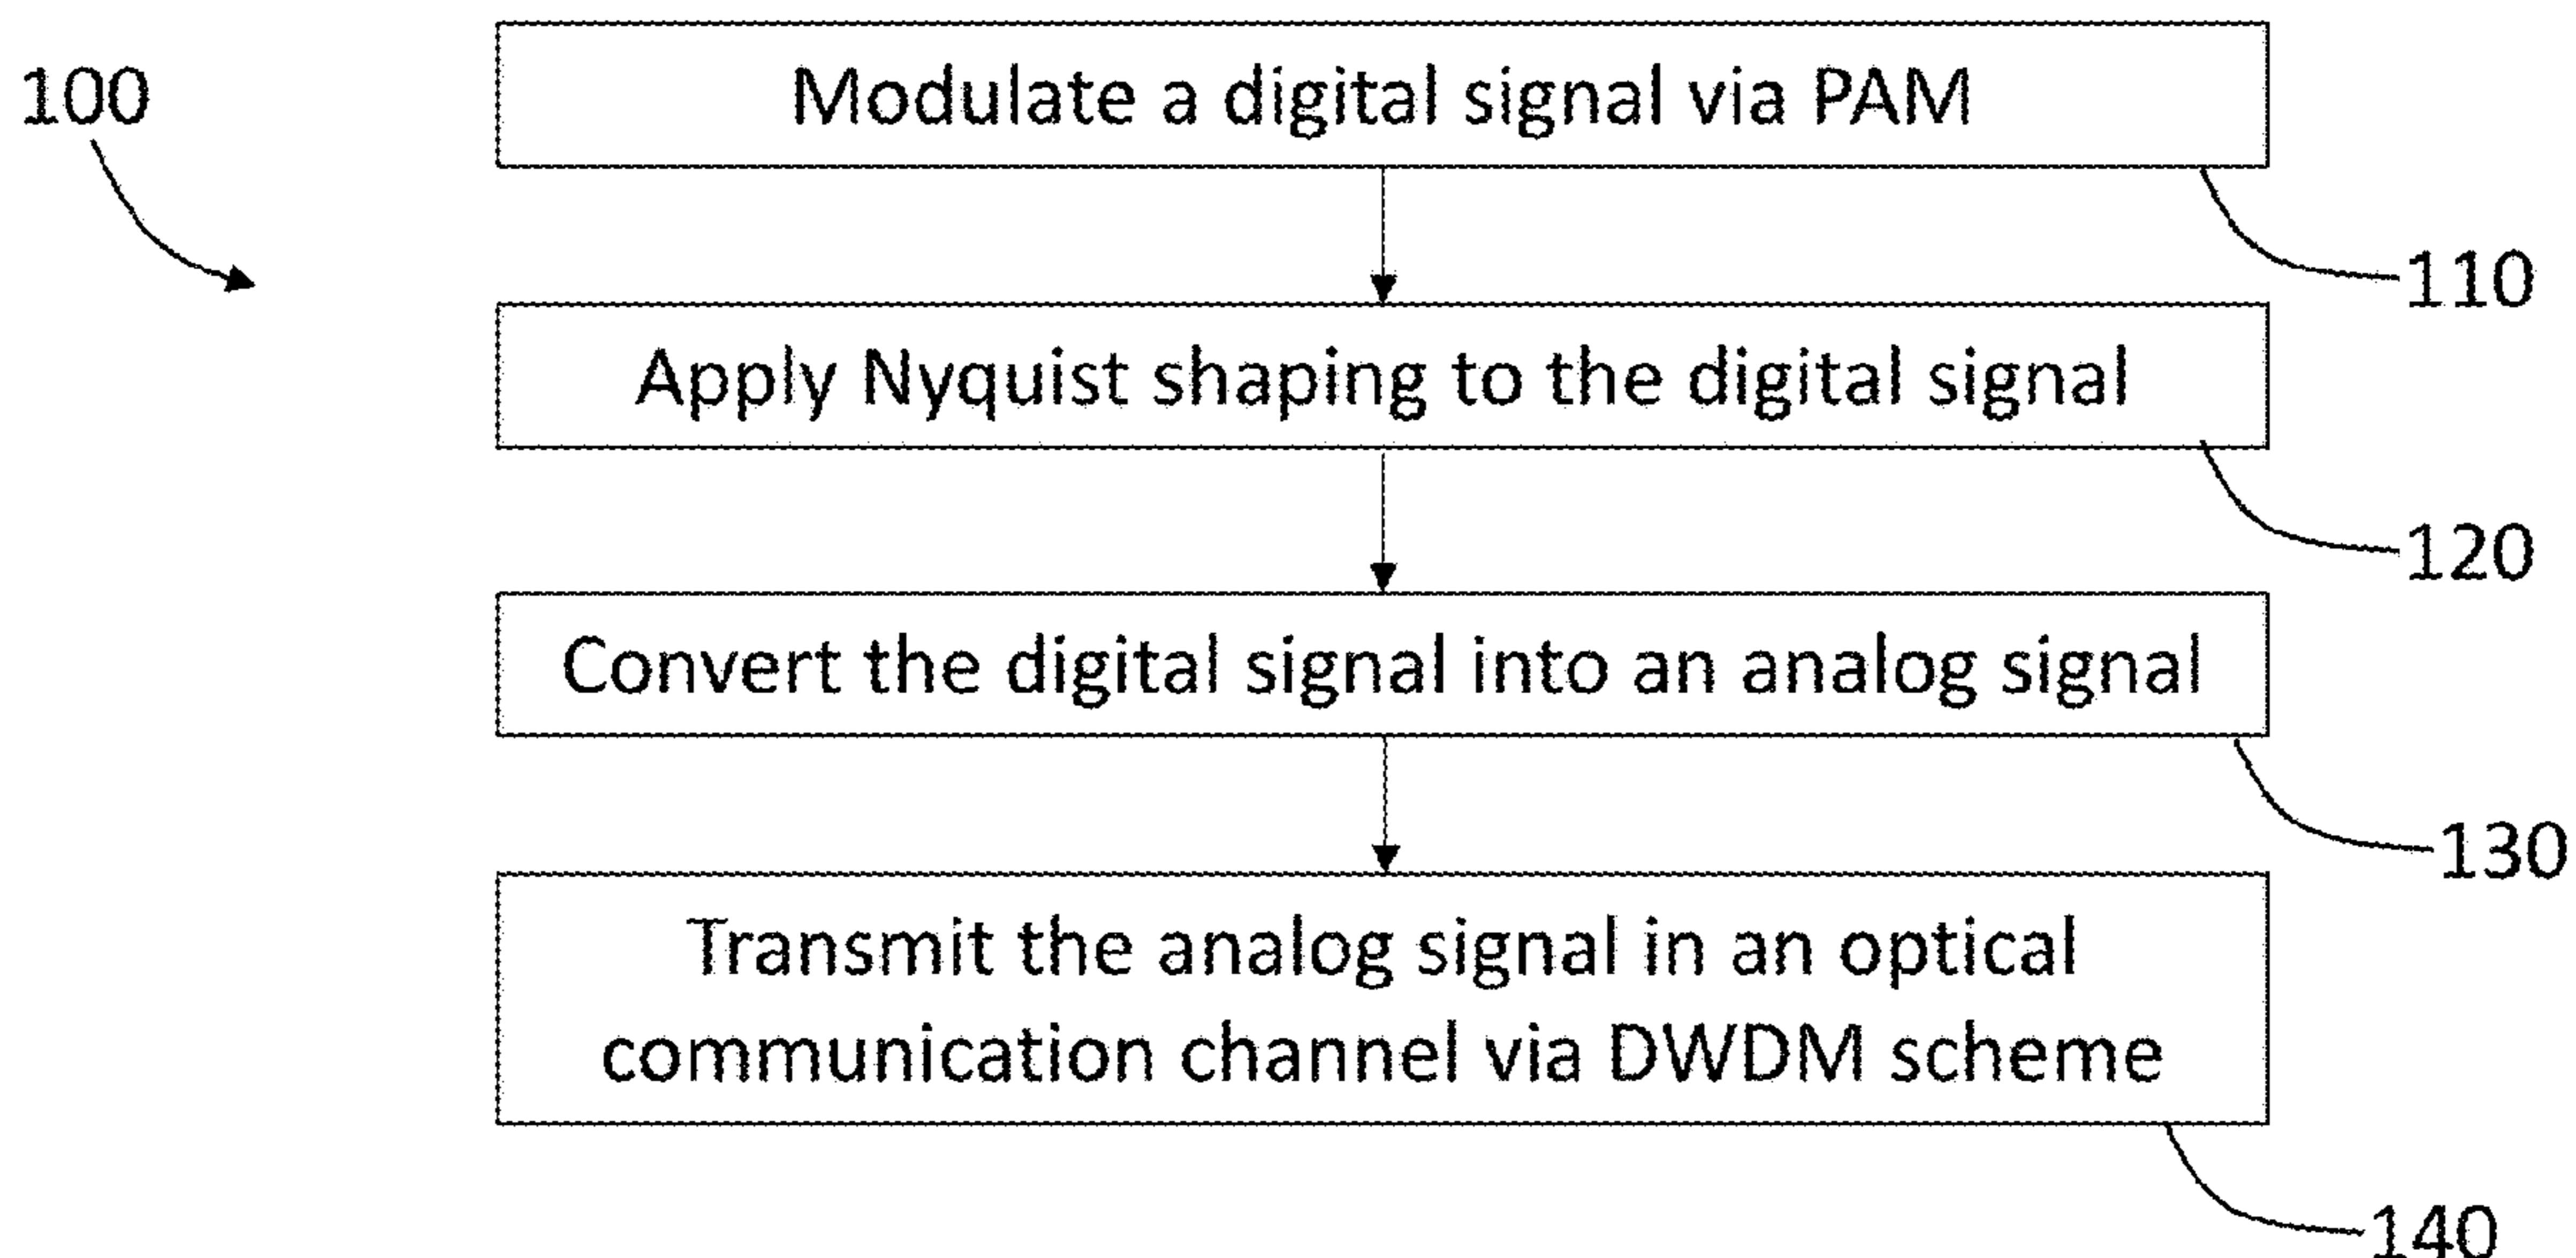 100
Modulate a digital signal via PAM
110
Apply Nyquist shaping to the digital signal
120
Convert the digital signal into an analog signal
130
Transmit the analog signal in an optical
communication channel via DWDM scheme
140